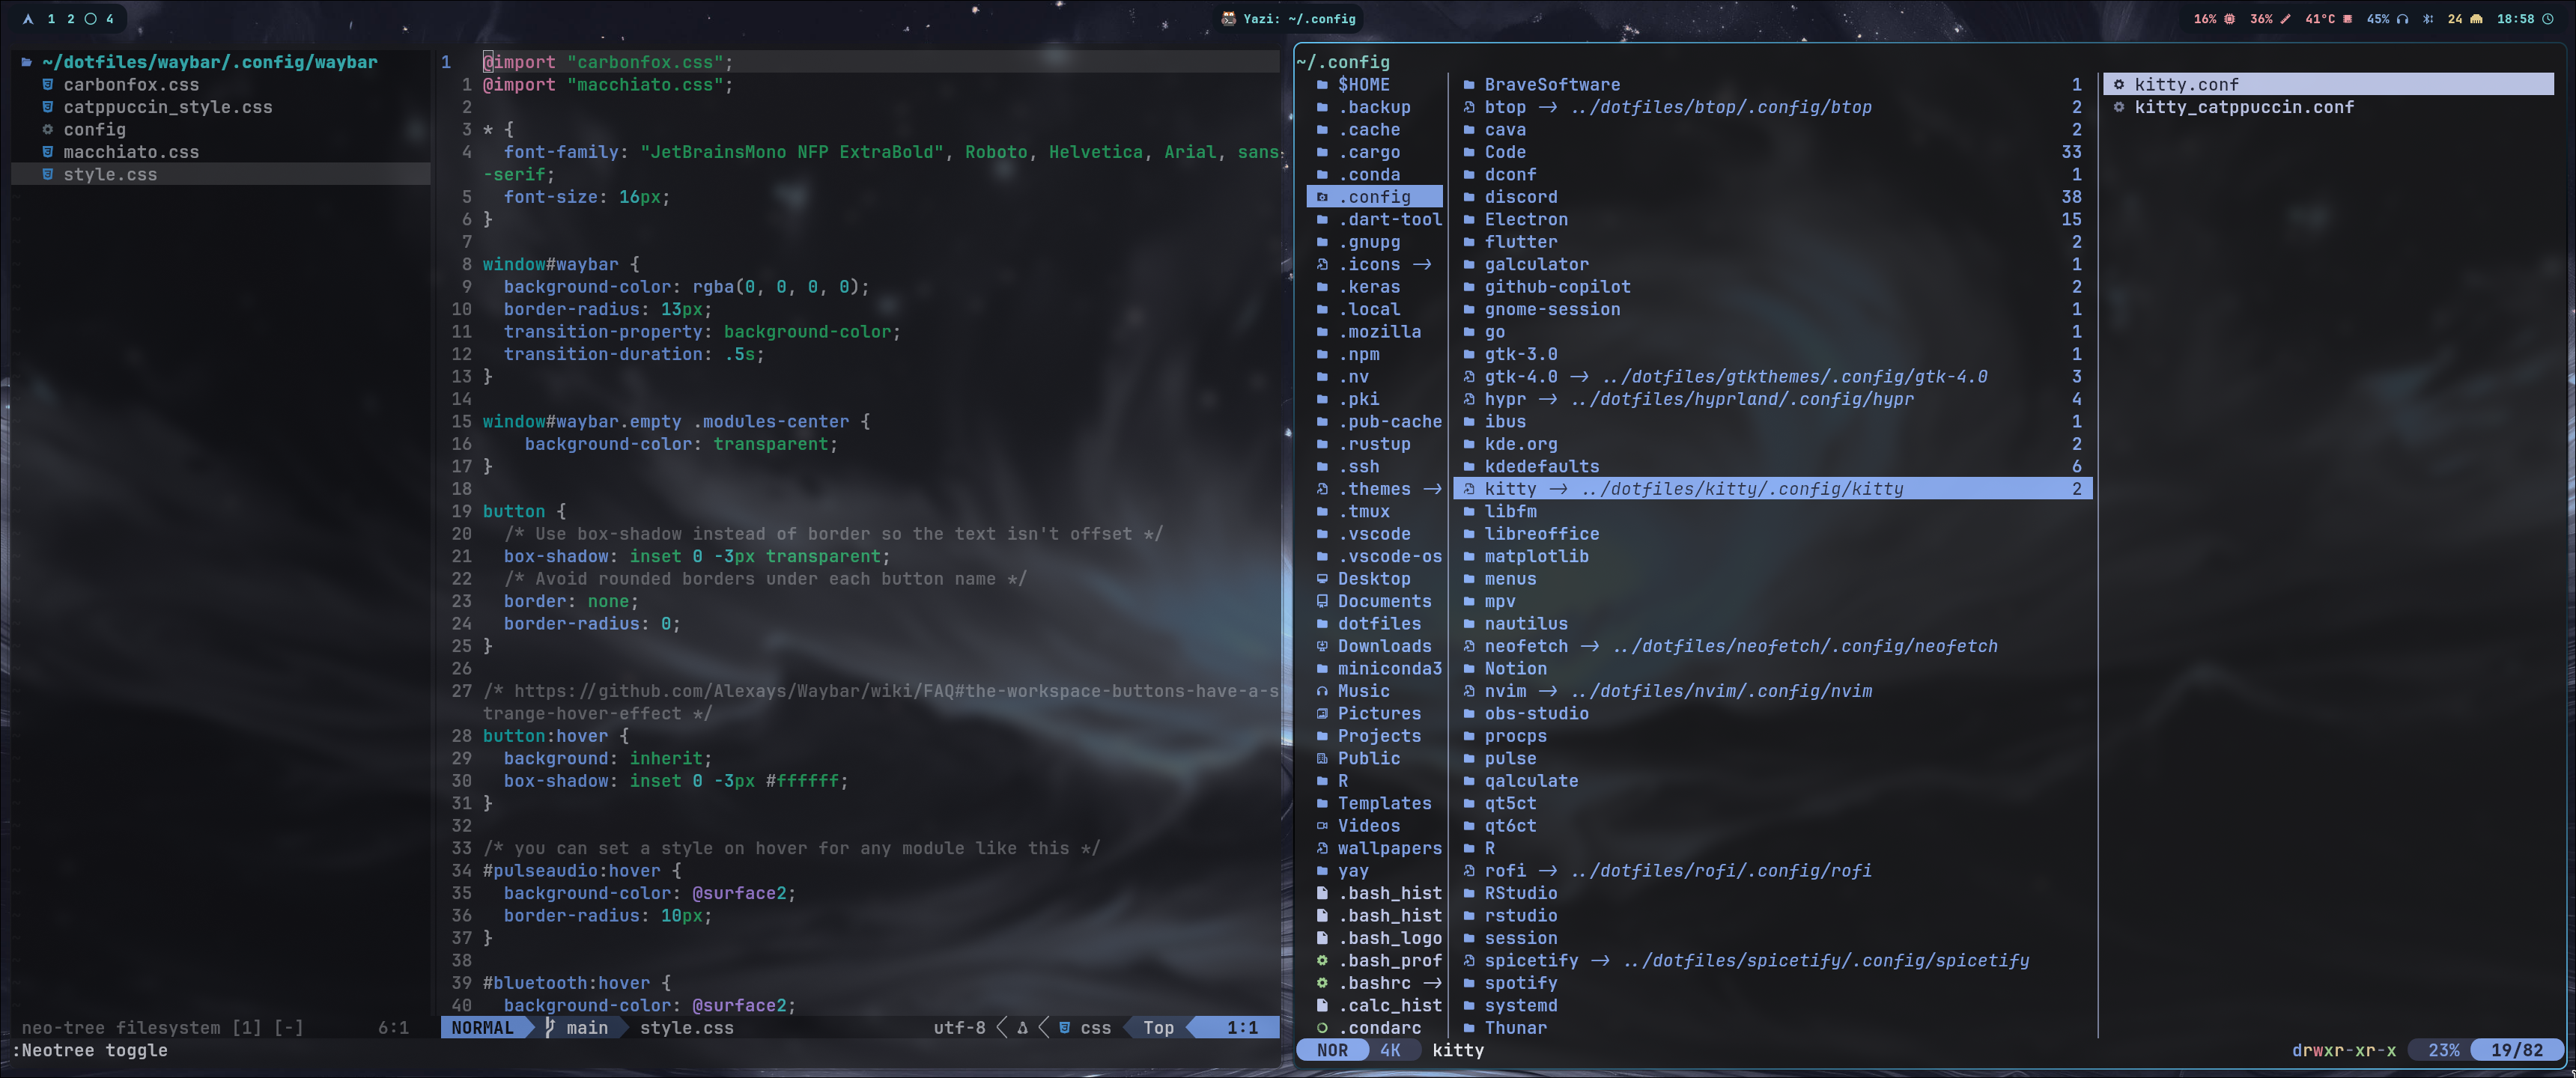 1 2 4
Yazi: ~/.config
16% 36% 41°C 45% 24 18:58
~/dotfiles/waybar/.config/waybar
carbonfox.css
catppuccin_style.css
config
macchiato.css
style.css
neo-tree filesystem [1] [-] 6:1
1 @import "carbonfox.css";
1 @import "macchiato.css";
2
3 * {
4 font-family: "JetBrainsMono NFP ExtraBold", Roboto, Helvetica, Arial, sans
-serif;
5 font-size: 16px;
6 }
7
8 window#waybar {
9 background-color: rgba(0, 0, 0, 0);
10 border-radius: 13px;
11 transition-property: background-color;
12 transition-duration: .5s;
13 }
14
15 window#waybar.empty .modules-center {
16 background-color: transparent;
17 }
18
19 button {
20 /* Use box-shadow instead of border so the text isn't offset */
21 box-shadow: inset 0 -3px transparent;
22 /* Avoid rounded borders under each button name */
23 border: none;
24 border-radius: 0;
25 }
26
27 /* https://github.com/Alexays/Waybar/wiki/FAQ#the-workspace-buttons-have-a-s
trange-hover-effect */
28 button:hover {
29 background: inherit;
30 box-shadow: inset 0 -3px #ffffff;
31 }
32
33 /* you can set a style on hover for any module like this */
34 #pulseaudio:hover {
35 background-color: @surface2;
36 border-radius: 10px;
37 }
38
39 #bluetooth:hover {
40 background-color: @surface2;
NORMAL main style.css utf-8 css Top 1:1
:Neotree toggle
~/.config
$HOME
.backup
.cache
.cargo
.conda
.config
.dart-tool
.gnupg
.icons ->
.keras
.local
.mozilla
.npm
.nv
.pki
.pub-cache
.rustup
.ssh
.themes ->
.tmux
.vscode
.vscode-os
Desktop
Documents
dotfiles
Downloads
miniconda3
Music
Pictures
Projects
Public
R
Templates
Videos
wallpapers
yay
.bash_hist
.bash_hist
.bash_logo
.bash_prof
.bashrc ->
.calc_hist
.condarc
BraveSoftware 1
btop -> ../dotfiles/btop/.config/btop 2
cava 2
Code 33
dconf 1
discord 38
Electron 15
flutter 2
galculator 1
github-copilot 2
gnome-session 1
go 1
gtk-3.0 1
gtk-4.0 -> ../dotfiles/gtkthemes/.config/gtk-4.0 3
hypr -> ../dotfiles/hyprland/.config/hypr 4
ibus 1
kde.org 2
kdedefaults 6
kitty -> ../dotfiles/kitty/.config/kitty 2
libfm
libreoffice
matplotlib
menus
mpv
nautilus
neofetch -> ../dotfiles/neofetch/.config/neofetch
Notion
nvim -> ../dotfiles/nvim/.config/nvim
obs-studio
procps
pulse
qalculate
qt5ct
qt6ct
R
rofi -> ../dotfiles/rofi/.config/rofi
RStudio
rstudio
session
spicetify -> ../dotfiles/spicetify/.config/spicetify
spotify
systemd
Thunar
kitty.conf
kitty_catppuccin.conf
NOR 4K kitty drwxr-xr-x 23% 19/82